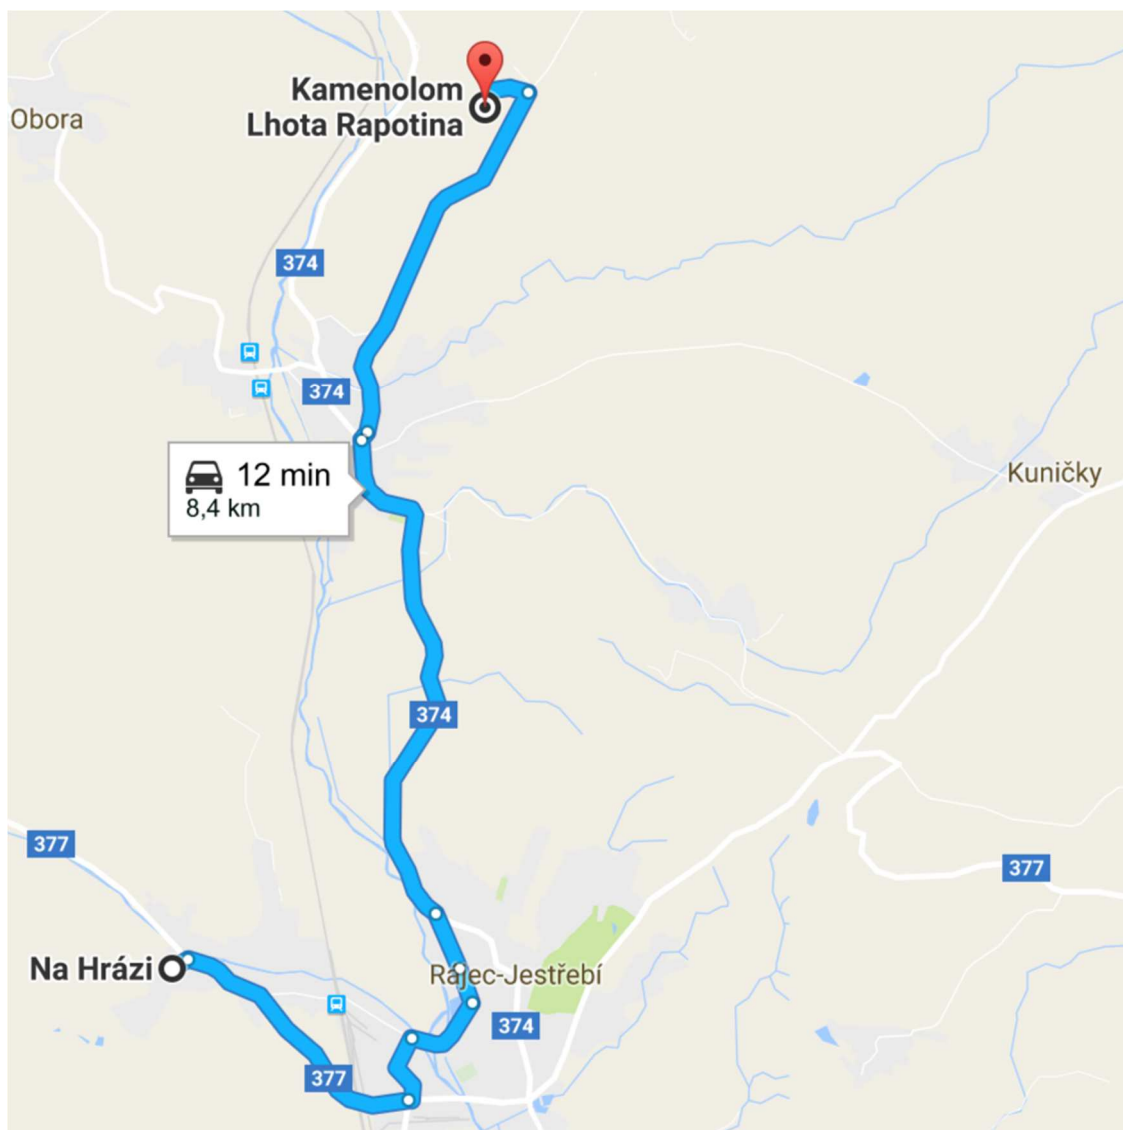 Kamenolom
Lhota Rapotina
Obora
374
374
12 min
8,4 km
Kuničky
374
377
377
Na Hrázi
Rájec-Jestřebí
374
377